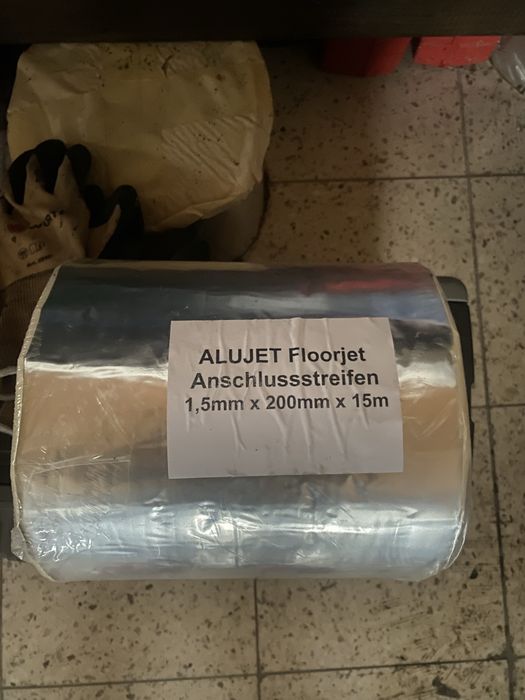 ALUJET Floorjet
Anschlussstreifen
1,5mm x 200mm x 15m